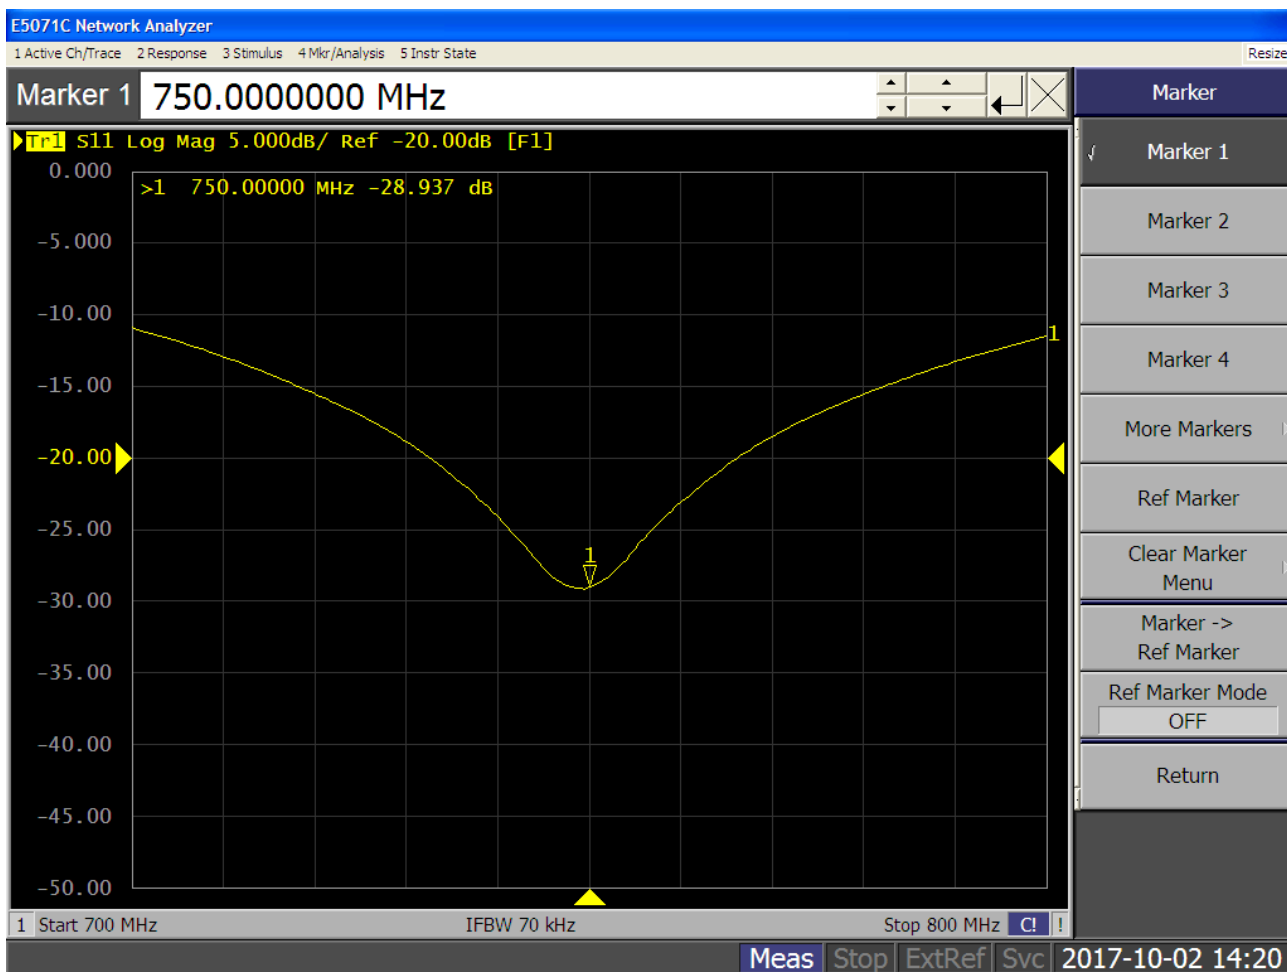 E5071C Network Analyzer
1 Active Ch/Trace 2 Response 3 Stimulus 4 Mkr/Analysis 5 Instr State
Resize
Marker 1 750.0000000 MHz
Tr1 S11 Log Mag 5.000dB/ Ref -20.00dB [F1]
>1 750.00000 MHz -28.937 dB
0.000
-5.000
-10.00
-15.00
-20.00
-25.00
-30.00
-35.00
-40.00
-45.00
-50.00
1
1
1 Start 700 MHz
IFBW 70 kHz
Stop 800 MHz C! !
Marker
Marker 1
Marker 2
Marker 3
Marker 4
More Markers
Ref Marker
Clear Marker
Menu
Marker ->
Ref Marker
Ref Marker Mode
OFF
Return
Meas Stop ExtRef Svc 2017-10-02 14:20